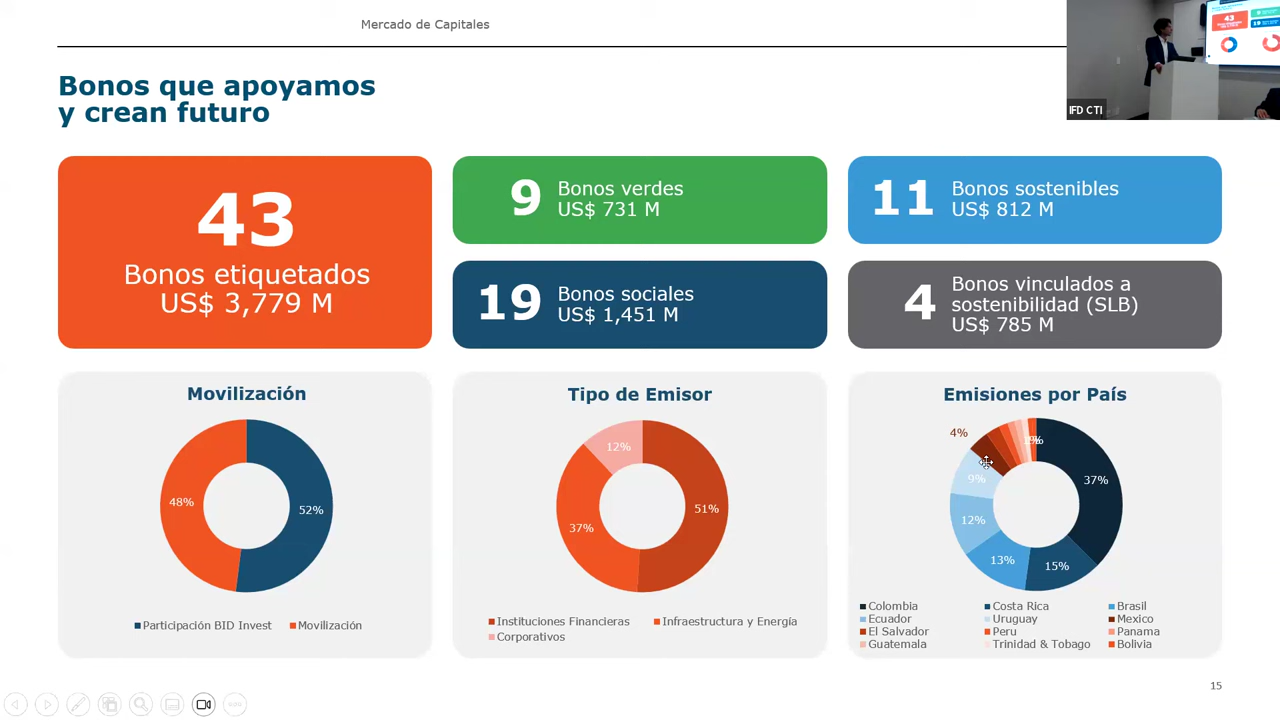 Mercado de Capitales
Bonos que apoyamos
y crean futuro
IFD CTI
43
Bonos etiquetados
US$ 3,779 M
9
Bonos verdes
US$ 731 M
11
Bonos sostenibles
US$ 812 M
19
Bonos sociales
US$ 1,451 M
4
Bonos vinculados a
sostenibilidad (SLB)
US$ 785 M
Movilización
48%
52%
Participación BID Invest
Movilización
Tipo de Emisor
12%
37%
51%
Instituciones Financieras
Infraestructura y Energía
Corporativos
Emisiones por País
4%
9%
37%
12%
13%
15%
Colombia
Costa Rica
Brasil
Ecuador
Uruguay
Mexico
El Salvador
Peru
Panama
Guatemala
Trinidad & Tobago
Bolivia
15